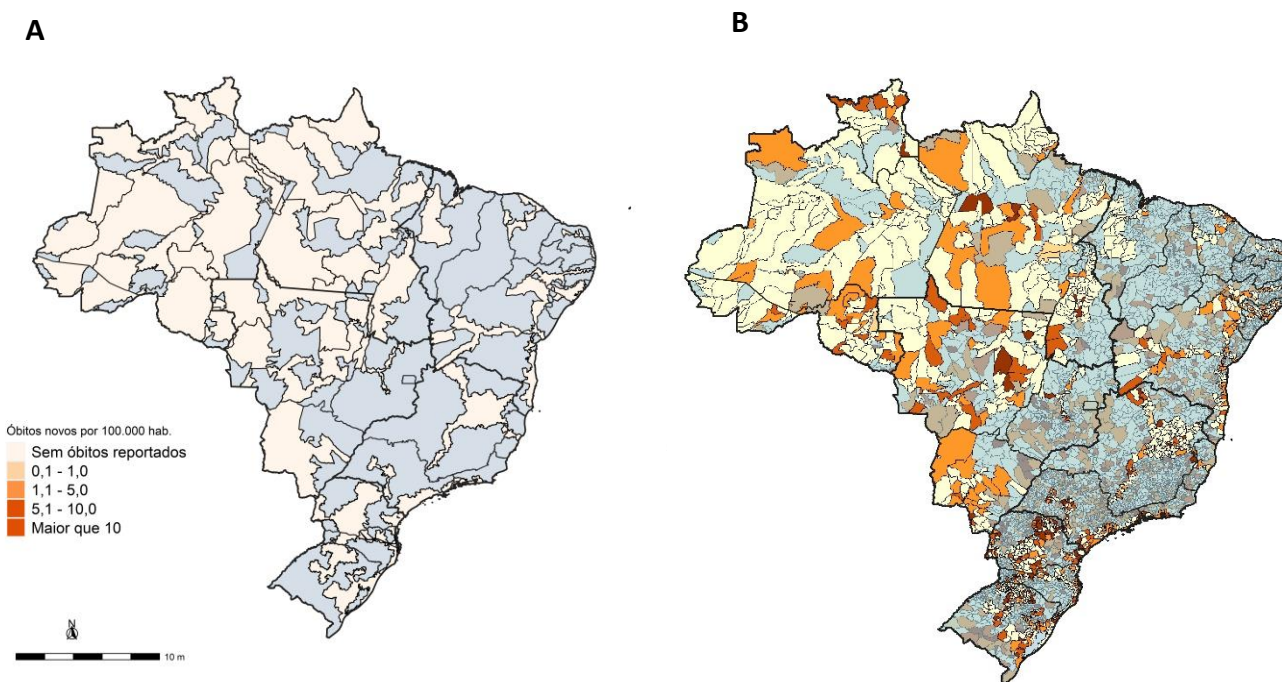 A
B
Óbitos novos por 100.000 hab.
Sem óbitos reportados
0,1 - 1,0
1,1 - 5,0
5,1 - 10,0
Maior que 10
N
10 m